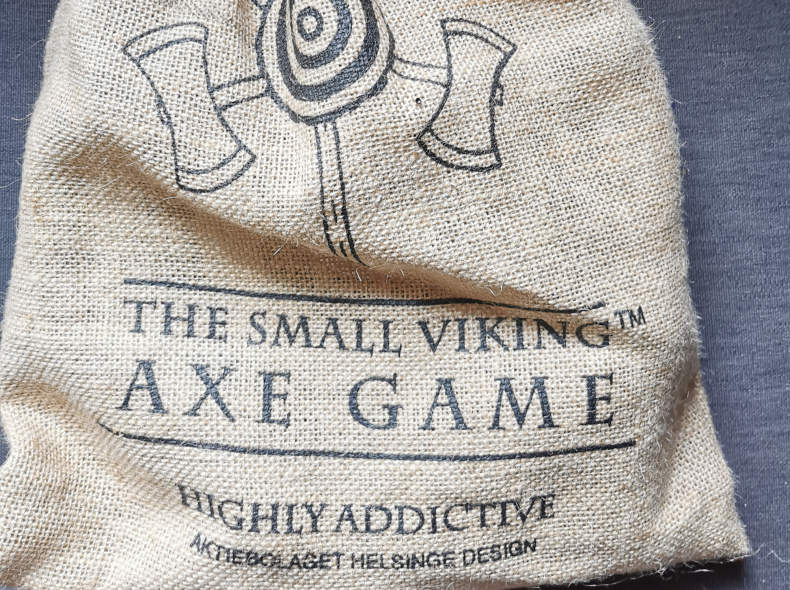 THE SMALL VIKING™
AXE GAME
HIGHLY ADDICTIVE
AKTIEBOLAGET HELSINGE DESIGN